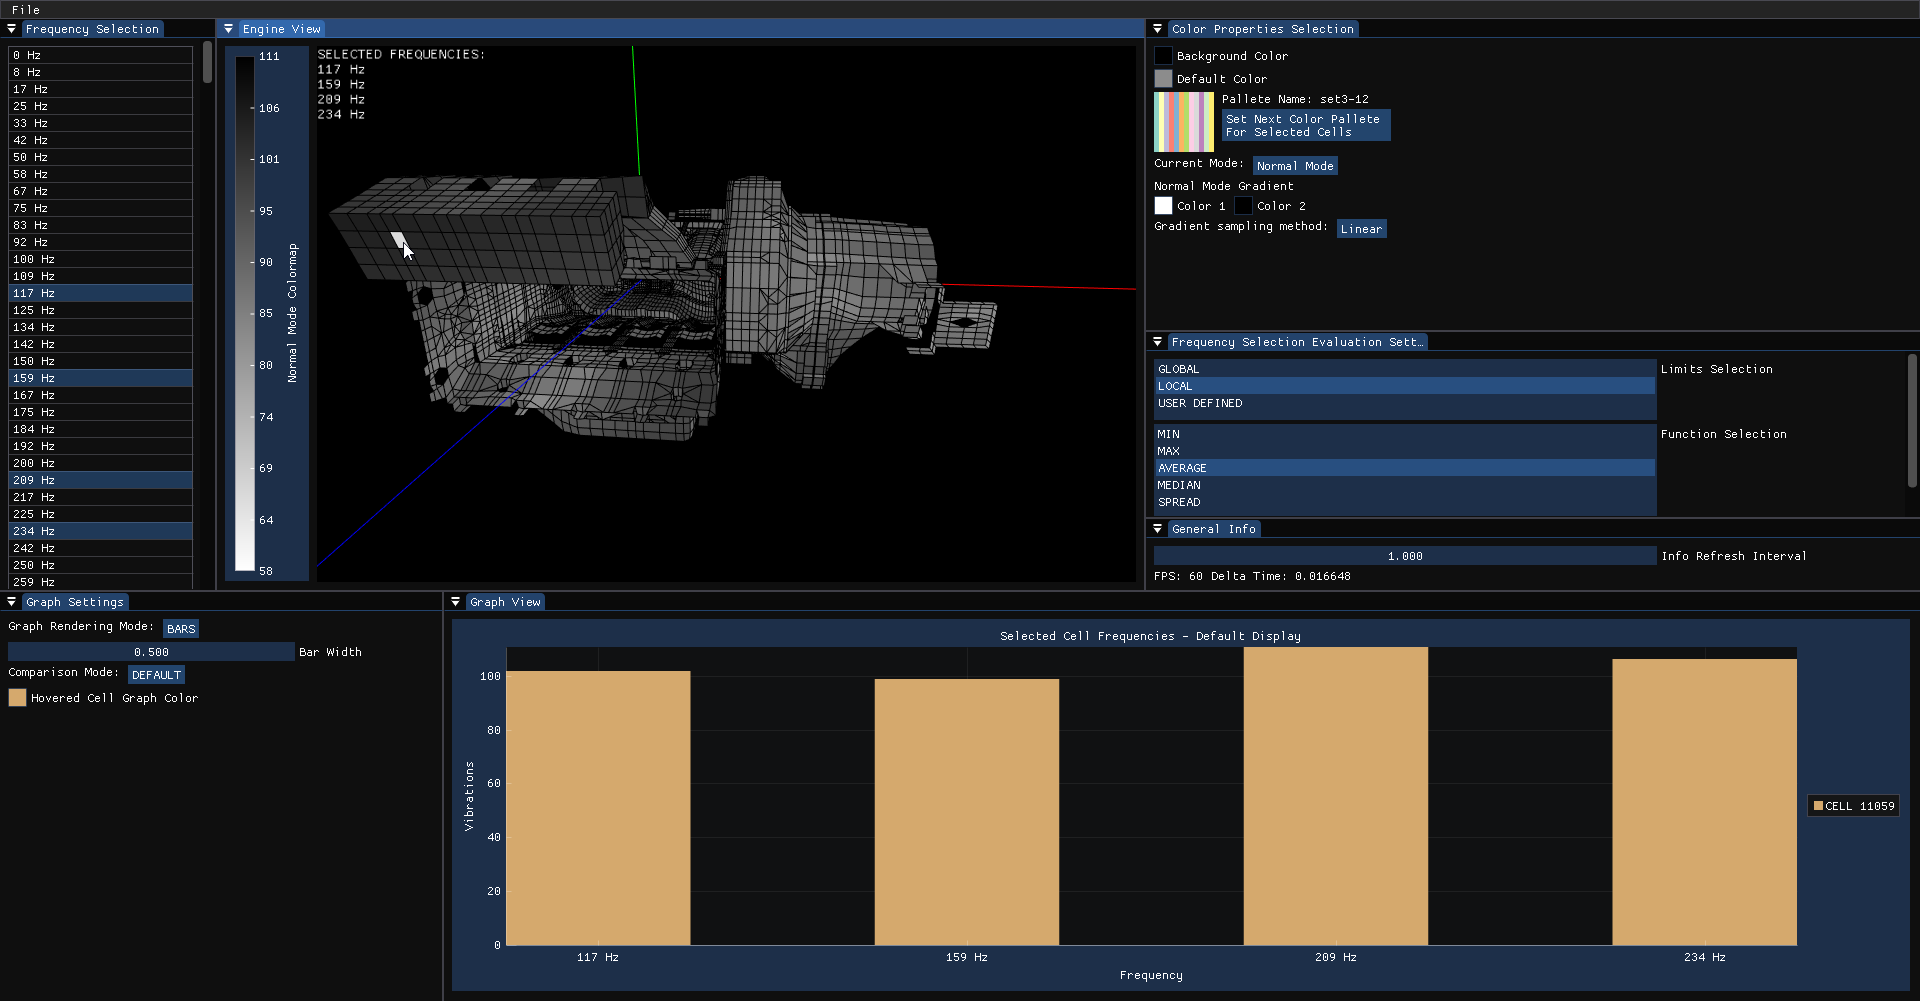 File
Frequency Selection
0 Hz
8 Hz
17 Hz
25 Hz
33 Hz
42 Hz
50 Hz
58 Hz
67 Hz
75 Hz
83 Hz
92 Hz
100 Hz
109 Hz
117 Hz
125 Hz
134 Hz
142 Hz
150 Hz
159 Hz
167 Hz
175 Hz
184 Hz
192 Hz
200 Hz
209 Hz
217 Hz
225 Hz
234 Hz
242 Hz
250 Hz
259 Hz
Engine View
111
106
101
95
90
85
80
74
69
64
58
Normal Mode Colormap
SELECTED FREQUENCIES:
117 Hz
159 Hz
209 Hz
234 Hz
Color Properties Selection
Background Color
Default Color
Pallete Name: set3-12
Set Next Color Pallete
For Selected Cells
Current Mode: Normal Mode
Normal Mode Gradient
Color 1 Color 2
Gradient sampling method: Linear
Frequency Selection Evaluation Sett…
GLOBAL
LOCAL
USER DEFINED
Limits Selection
MIN
MAX
AVERAGE
MEDIAN
SPREAD
Function Selection
General Info
1.000 Info Refresh Interval
FPS: 60 Delta Time: 0.016648
Graph Settings
Graph Rendering Mode: BARS
0.500 Bar Width
Comparison Mode: DEFAULT
Hovered Cell Graph Color
Graph View
Selected Cell Frequencies - Default Display
100
80
60
40
20
0
Vibrations
117 Hz
159 Hz
209 Hz
234 Hz
Frequency
CELL 11059